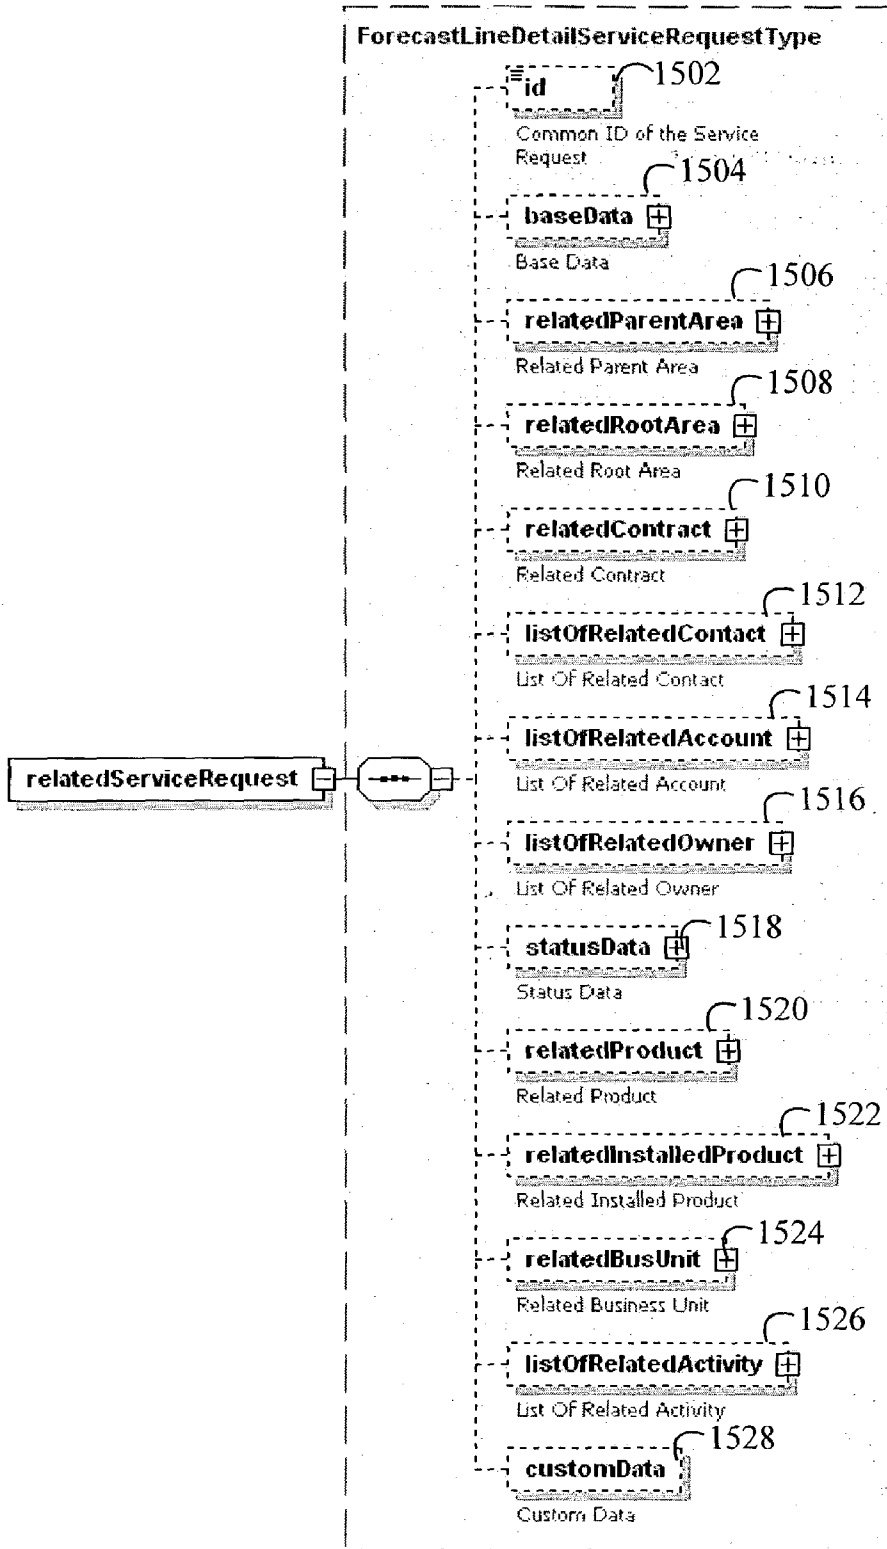 ForecastLineDetailServiceRequestType
id
1502
Common ID of the Service
Request
1504
baseData
Base Data
1506
relatedParentArea
Related Parent Area
1508
relatedRootArea
Related Root Area
1510
relatedContract
Related Contract
1512
listOfRelatedContact
List Of Related Contact
1514
listOfRelatedAccount
List Of Related Account
relatedServiceRequest
1516
listOfRelatedOwner
List Of Related Owner
1518
statusData
Status Data
1520
relatedProduct
Related Product
1522
relatedInstalledProduct
Related Installed Product
1524
relatedBusUnit
Related Business Unit
1526
listOfRelatedActivity
List Of Related Activity
1528
customData
Custom Data